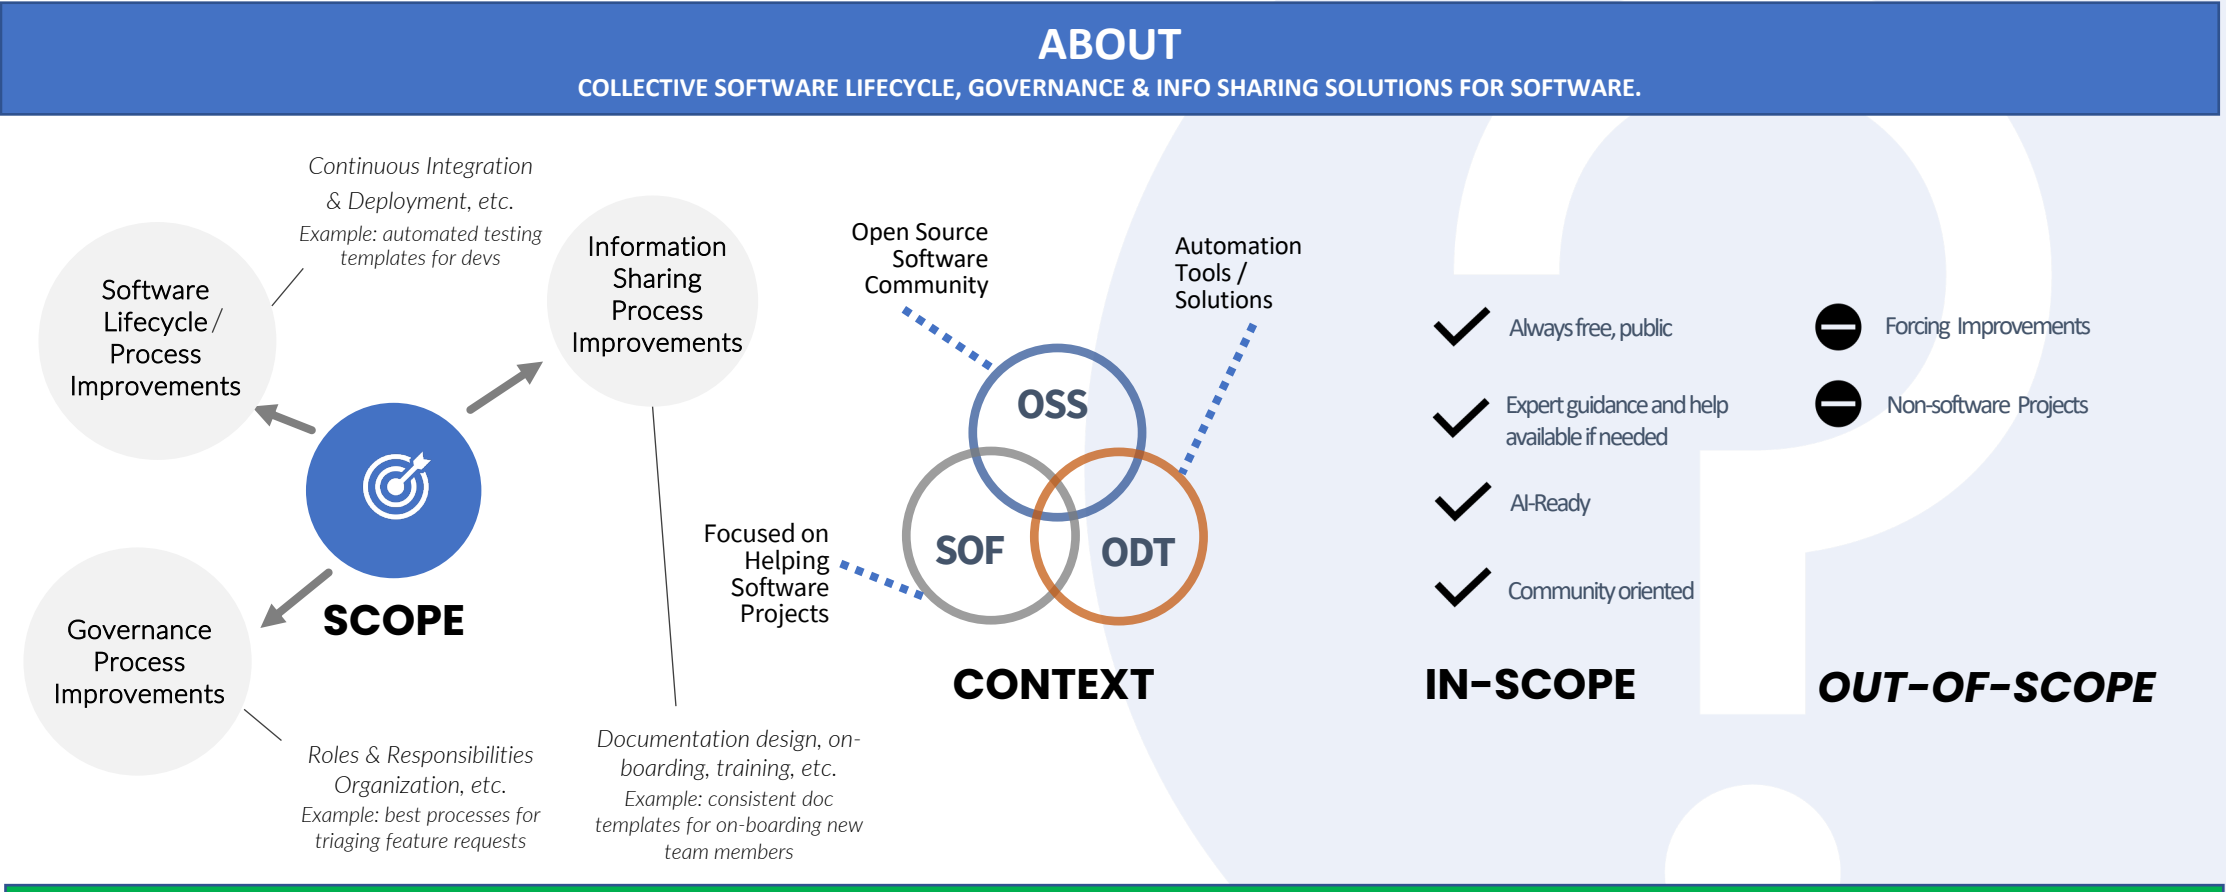 ABOUT
COLLECTIVE SOFTWARE LIFECYCLE, GOVERNANCE & INFO SHARING SOLUTIONS FOR SOFTWARE.
Continuous Integration
& Deployment, etc.
Example: automated testing
templates for devs
Software
Lifecycle/
Process
Improvements
Information
Sharing
Process
Improvements
SCOPE
Governance
Process
Improvements
Roles & Responsibilities
Organization, etc.
Example: best processes for
triaging feature requests
Documentation design, on-
boarding, training, etc.
Example: consistent doc
templates for on-boarding new
team members
Open Source
Software
Community
Automation
Tools /
Solutions
OSS
SOF
ODT
Focused on
Helping
Software
Projects
CONTEXT
Always free, public
Expert guidance and help
available if needed
AI-Ready
Community oriented
IN-SCOPE
Forcing Improvements
Non-software Projects
OUT-OF-SCOPE